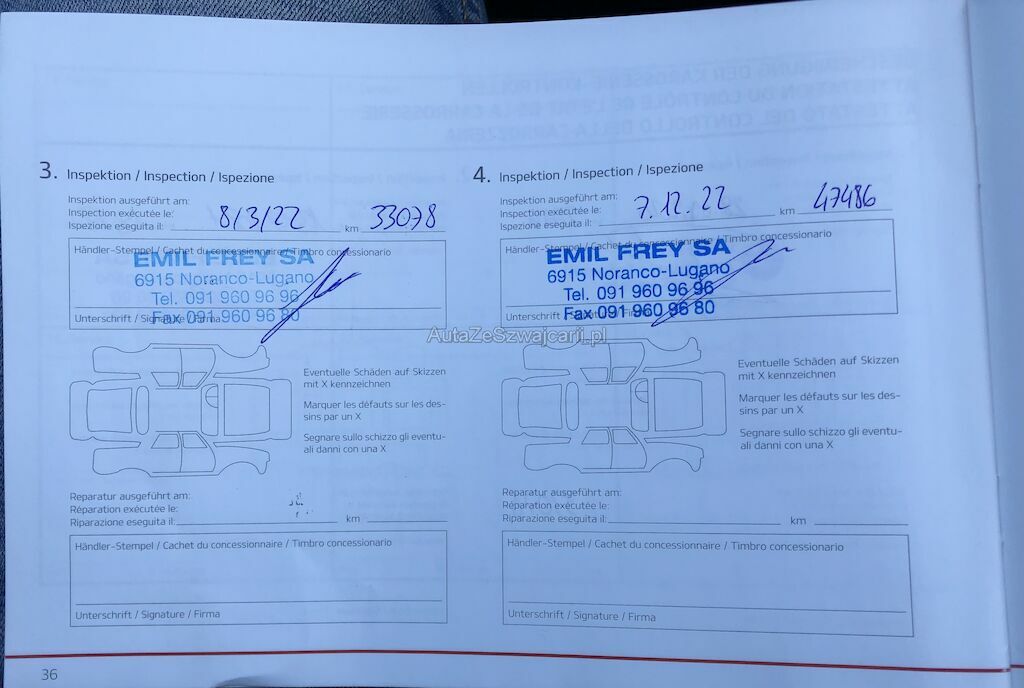 3. Inspektion / Inspection / Ispezione
Inspektion ausgeführt am:
Inspection exécutée le:
Ispezione eseguita il: 8/3/22 km 33078
Händler-Stempel / Cachet du concessionnaire / Timbro concessionario
EMIL FREY SA
6915 Noranco-Lugano
Tel. 091 960 96 96
Fax 091 960 96 80
Unterschrift / Signature / Firma
Eventuelle Schäden auf Skizzen
mit X kennzeichnen
Marquer les défauts sur les des-
sins par un X
Segnare sullo schizzo gli eventu-
ali danni con una X
Reparatur ausgeführt am:
Réparation exécutée le:
Riparazione eseguita il: km
Händler-Stempel / Cachet du concessionnaire / Timbro concessionario
Unterschrift / Signature / Firma
4. Inspektion / Inspection / Ispezione
Inspektion ausgeführt am:
Inspection exécutée le:
Ispezione eseguita il: 7.12.22 km 47486
Händler-Stempel / Cachet du concessionnaire / Timbro concessionario
EMIL FREY SA
6915 Noranco-Lugano
Tel. 091 960 96 96
Fax 091 960 96 80
AutaZeSzwajcarii.pl
Eventuelle Schäden auf Skizzen
mit X kennzeichnen
Marquer les défauts sur les des-
sins par un X
Segnare sullo schizzo gli eventu-
ali danni con una X
Reparatur ausgeführt am:
Réparation exécutée le:
Riparazione eseguita il: km
Händler-Stempel / Cachet du concessionnaire / Timbro concessionario
Unterschrift / Signature / Firma
36